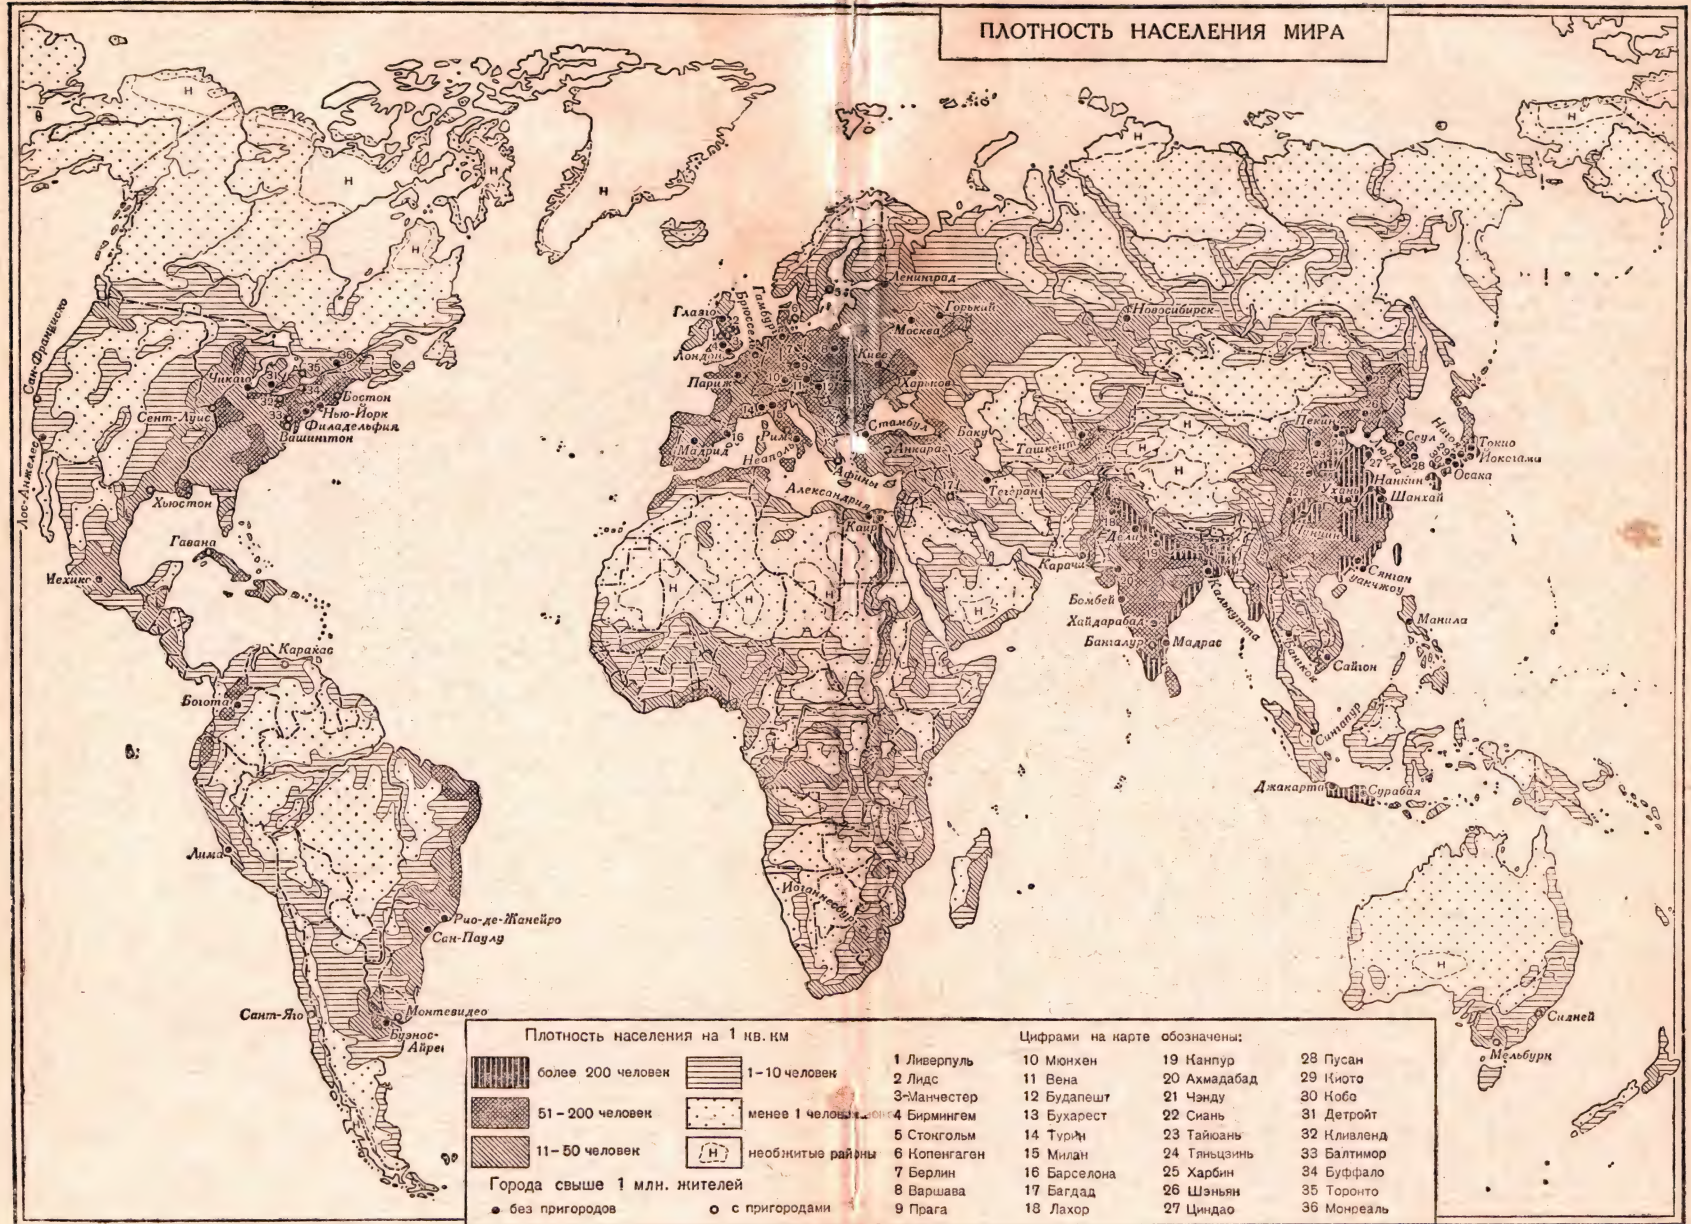 ПЛОТНОСТЬ НАСЕЛЕНИЯ МИРА
Н
Н
Н
Н
Н
Н
Н
Ленинград
Горький
Москва
Новосибирск
Глазго
Брюссель
Гамбург
Лондон
Киев
Харьков
Париж
Сан-Франциско
Чикаго
Бостон
Нью-Йорк
Филадельфия
Вашингтон
Сент-Луис
Лос-Анжелес
Хьюстон
Гавана
Мехико
Мадрид
Рим
Неаполь
Стамбул
Анкара
Афины
Баку
Ташкент
Тегеран
Александрия
Каир
Пекин
Люйда
Сеул
Нагоя
Токио
Иокогама
Осака
Нанкин
Шанхай
Ухань
Чунцин
Сянган
Гуанчжоу
Дели
Карачи
Бомбей
Хайдарабад
Бангалур
Мадрас
Калькутта
Бангкок
Сайгон
Манила
Сингапур
Джакарта
Сурабая
Каракас
Богота
Лима
Рио-де-Жанейро
Сан-Паулу
Сант-Яго
Монтевидео
Буэнос-
Айрес
Иоганнесбург
Н
Н
Н
Н
Н
Н
Н
Сидней
Мельбурн
Плотность населения на 1 кв. км
более 200 человек
1-10 человек
51-200 человек
менее 1 человека
11-50 человек
Н
необжитые районы
Города свыше 1 млн. жителей
без пригородов
с пригородами
Цифрами на карте обозначены:
1 Ливерпуль
2 Лидс
3-Манчестер
4 Бирмингем
5 Стокгольм
6 Копенгаген
7 Берлин
8 Варшава
9 Прага
10 Мюнхен
11 Вена
12 Будапешт
13 Бухарест
14 Турин
15 Милан
16 Барселона
17 Багдад
18 Лахор
19 Канпур
20 Ахмадабад
21 Чэнду
22 Сиань
23 Тайюань
24 Тяньцзинь
25 Харбин
26 Шэньян
27 Циндао
28 Пусан
29 Киото
30 Кобе
31 Детройт
32 Кливленд
33 Балтимор
34 Буффало
35 Торонто
36 Монреаль